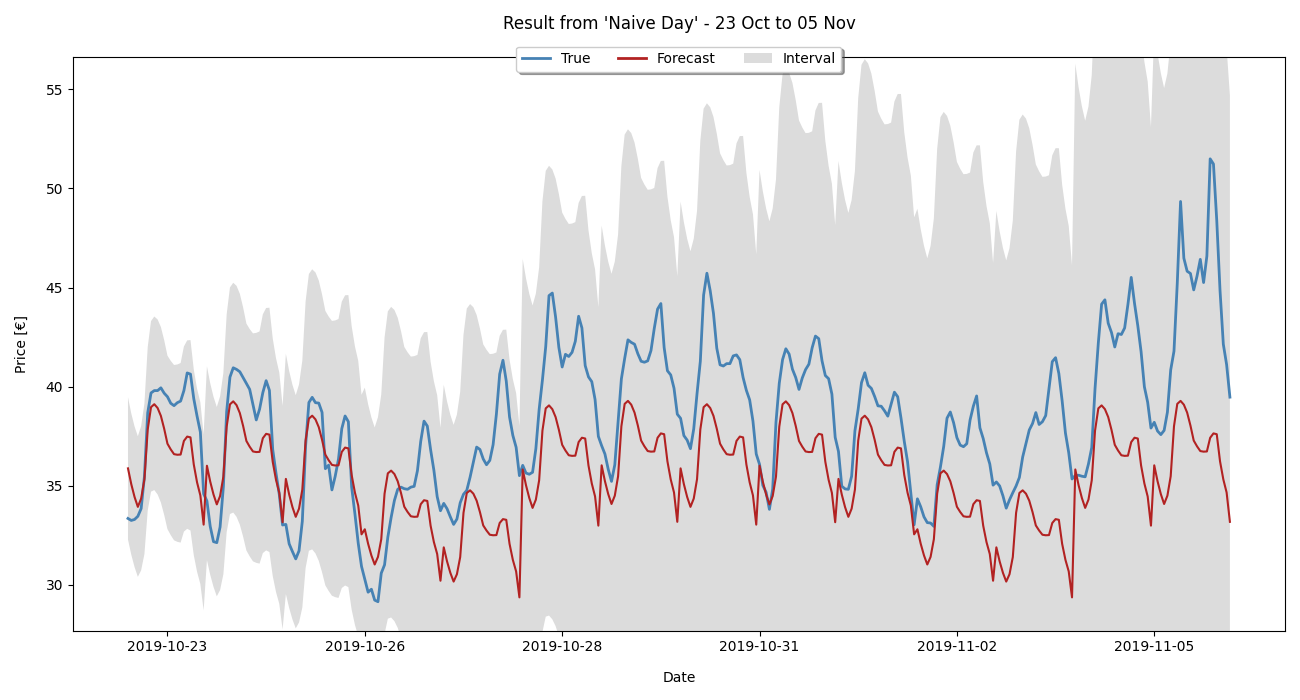 Result from 'Naive Day' - 23 Oct to 05 Nov
True Forecast Interval
55
50
45
40
35
30
Price [€]
2019-10-23 2019-10-26 2019-10-28 2019-10-31 2019-11-02 2019-11-05
Date